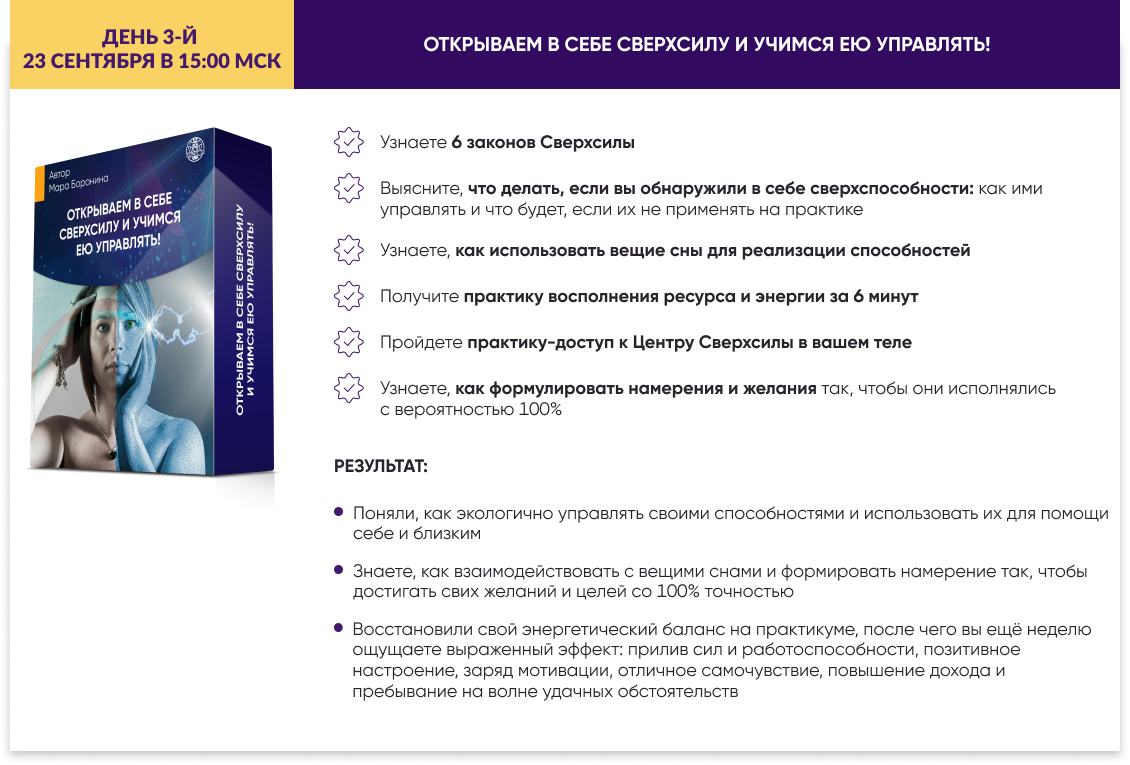 ДЕНЬ 3-Й
23 СЕНТЯБРЯ В 15:00 МСК
ОТКРЫВАЕМ В СЕБЕ СВЕРХСИЛУ И УЧИМСЯ ЕЮ УПРАВЛЯТЬ!
Автор
Мара Боронина
ОТКРЫВАЕМ В СЕБЕ
СВЕРХСИЛУ И УЧИМСЯ
ЕЮ УПРАВЛЯТЬ!
ОТКРЫВАЕМ В СЕБЕ СВЕРХСИЛУ
И УЧИМСЯ ЕЮ УПРАВЛЯТЬ!
Узнаете 6 законов Сверхсилы
Выясните, что делать, если вы обнаружили в себе сверхспособности: как ими
управлять и что будет, если их не применять на практике
Узнаете, как использовать вещие сны для реализации способностей
Получите практику восполнения ресурса и энергии за 6 минут
Пройдете практику-доступ к Центру Сверхсилы в вашем теле
Узнаете, как формулировать намерения и желания так, чтобы они исполнялись
с вероятностью 100%
РЕЗУЛЬТАТ:
Поняли, как экологично управлять своими способностями и использовать их для помощи
себе и близким
Знаете, как взаимодействовать с вещими снами и формировать намерение так, чтобы
достигать свих желаний и целей со 100% точностью
Восстановили свой энергетический баланс на практикуме, после чего вы ещё неделю
ощущаете выраженный эффект: прилив сил и работоспособности, позитивное
настроение, заряд мотивации, отличное самочувствие, повышение дохода и
пребывание на волне удачных обстоятельств